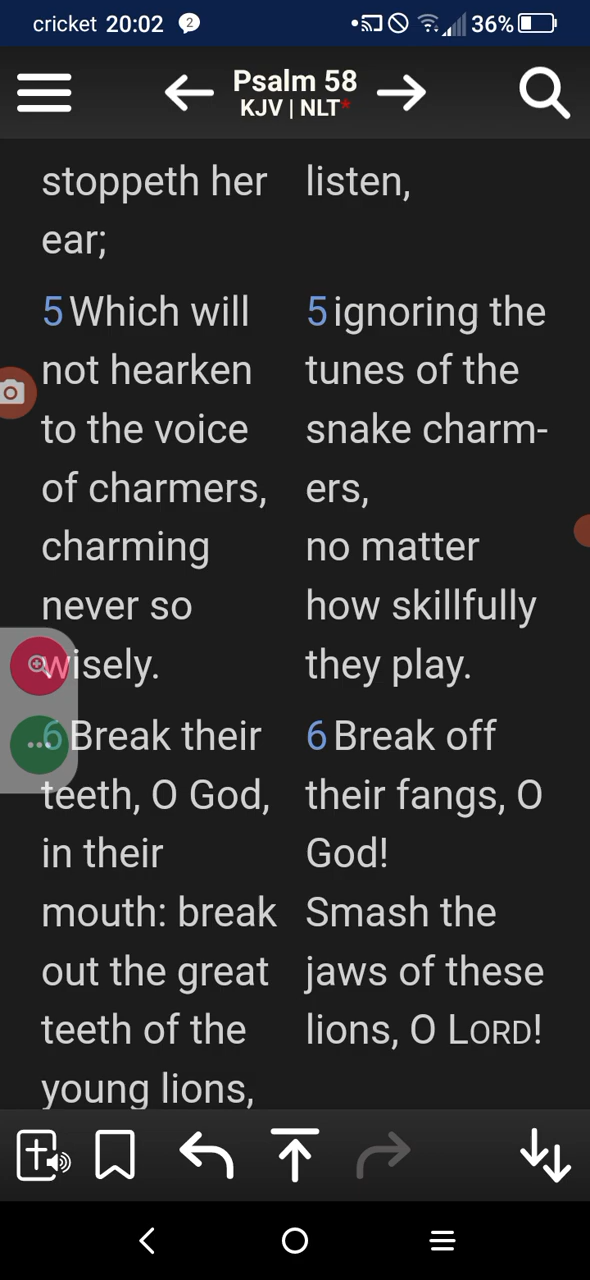 cricket 20:02 2 36%
Psalm 58
KJV | NLT*
stoppeth her
ear;
5 Which will
not hearken
to the voice
of charmers,
charming
never so
wisely.
6 Break their
teeth, O God,
in their
mouth: break
out the great
teeth of the
young lions,
listen,
5 ignoring the
tunes of the
snake charm-
ers,
no matter
how skillfully
they play.
6 Break off
their fangs, O
God!
Smash the
jaws of these
lions, O LORD!